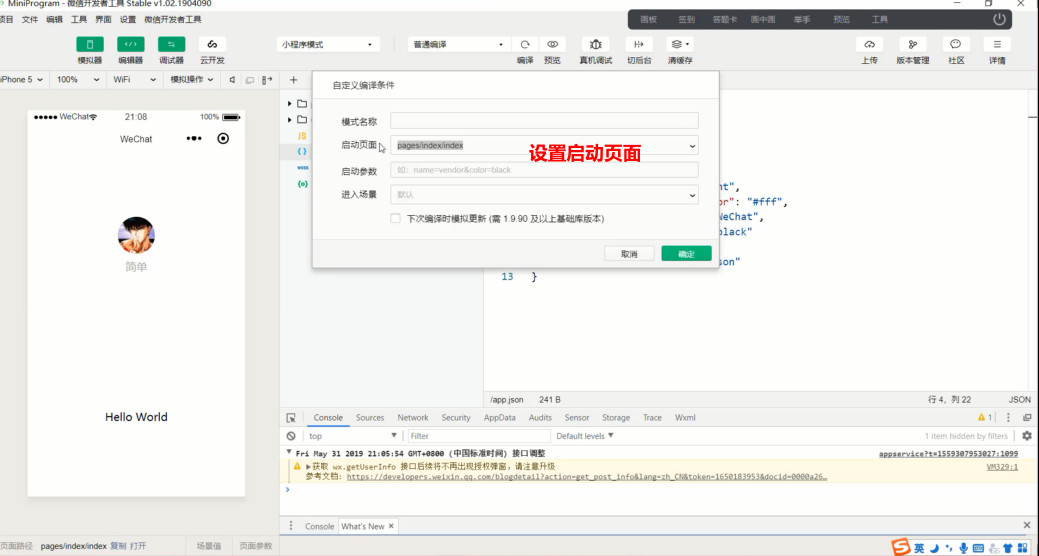 MiniProgram - 微信开发者工具 Stable v1.02.1904090
项目 文件 编辑 工具 界面 设置 微信开发者工具
画板 签到 答题卡 画中画 举手 预览 工具
小程序模式 普通编译
模拟器 编辑器 调试器 云开发 编译 预览 真机调试 切后台 清缓存 上传 版本管理 社区 详情
iPhone 5 100% WiFi 模拟操作
自定义编译条件
WeChat 21:08 100%
模式名称
WeChat
启动页面 pages/index/index
设置启动页面
启动参数 如: name=vendor&color=black
进入场景 默认
下次编译时模拟更新 (需 1.9.90 及以上基础库版本)
取消 确定
JS
{ }
wxss
{o}
nt",
or": "#fff",
WeChat",
black"
son"
13 }
简单
Hello World
/app.json 241 B 行 4, 列 22 JSON
Console Sources Network Security AppData Audits Sensor Storage Trace Wxml 1
top Filter Default levels 1 item hidden by filters
Fri May 31 2019 21:05:54 GMT+0800 (中国标准时间) 接口调整 appservice?t=1559307953027:1099
获取 wx.getUserInfo 接口后续将不再出现授权弹窗，请注意升级 VM329:1
参考文档: https://developers.weixin.qq.com/blogdetail?action=get_post_info&lang=zh_CN&token=1650183953&docid=0000a26…
Console What's New
页面路径 pages/index/index 复制 打开 场景值 页面参数
S 英